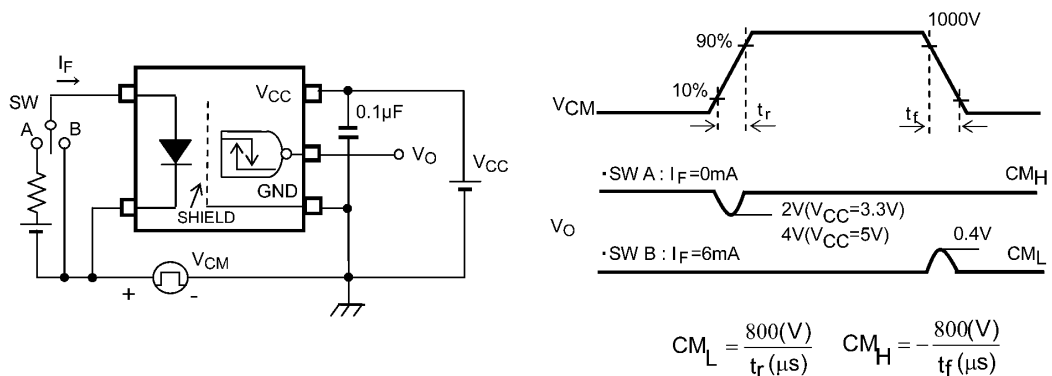 I_F
SW
A
B
V_CC
0.1µF
V_O
GND
SHIELD
V_CC
V_CM
+
-
1000V
90%
10%
V_CM
t_r
t_f
・SW A : I_F=0mA
CM_H
2V(V_CC=3.3V)
4V(V_CC=5V)
V_O
0.4V
・SW B : I_F=6mA
CM_L
CM_L = 800(V) / t_r (µs)
CM_H = - 800(V) / t_f (µs)